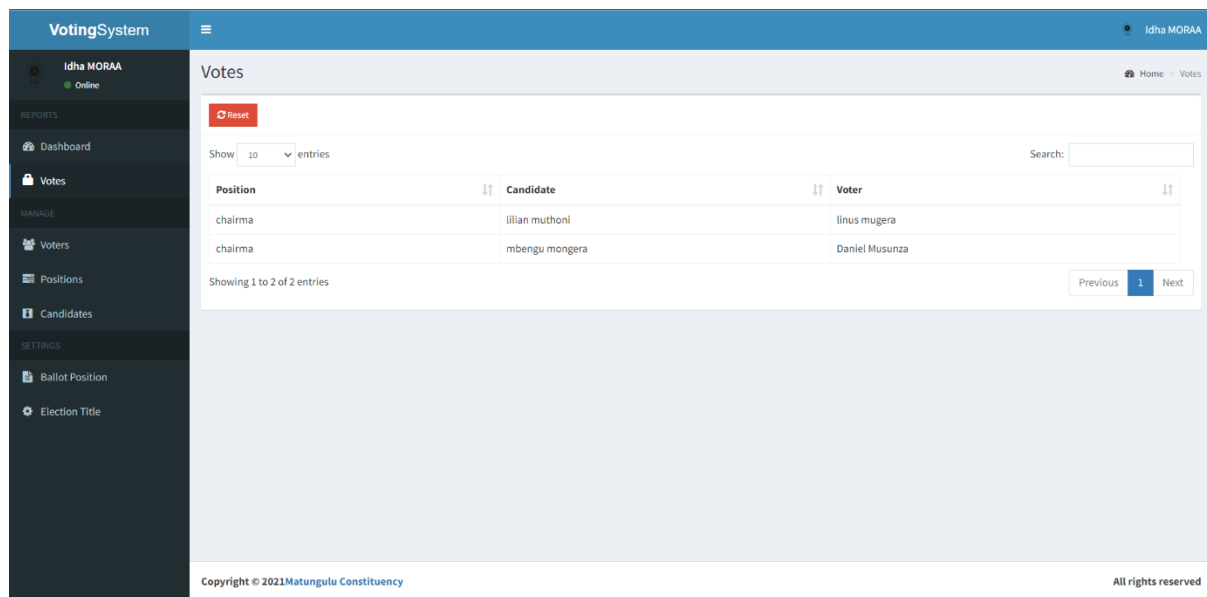 VotingSystem
Idha MORAA
Idha MORAA
Online
Votes
Home > Votes
REPORTS
Reset
Dashboard
Show 10 entries
Search:
Votes
Position Candidate Voter
MANAGE
chairma lilian muthoni linus mugera
Voters
chairma mbengu mongera Daniel Musunza
Positions
Showing 1 to 2 of 2 entries
Previous 1 Next
Candidates
SETTINGS
Ballot Position
Election Title
Copyright © 2021Matungulu Constituency
All rights reserved